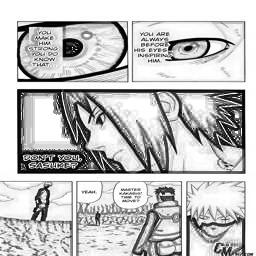 YOU
MAKE
HIM
STRONG
YOU DO
KNOW
THAT.
YOU ARE
ALWAYS
BEFORE
HIS EYES
INSPIRING
HIM.
DON'T YOU,
SASUKE?
YEAH.
MASTER
KAKASHI?
TIME TO
MOVE?